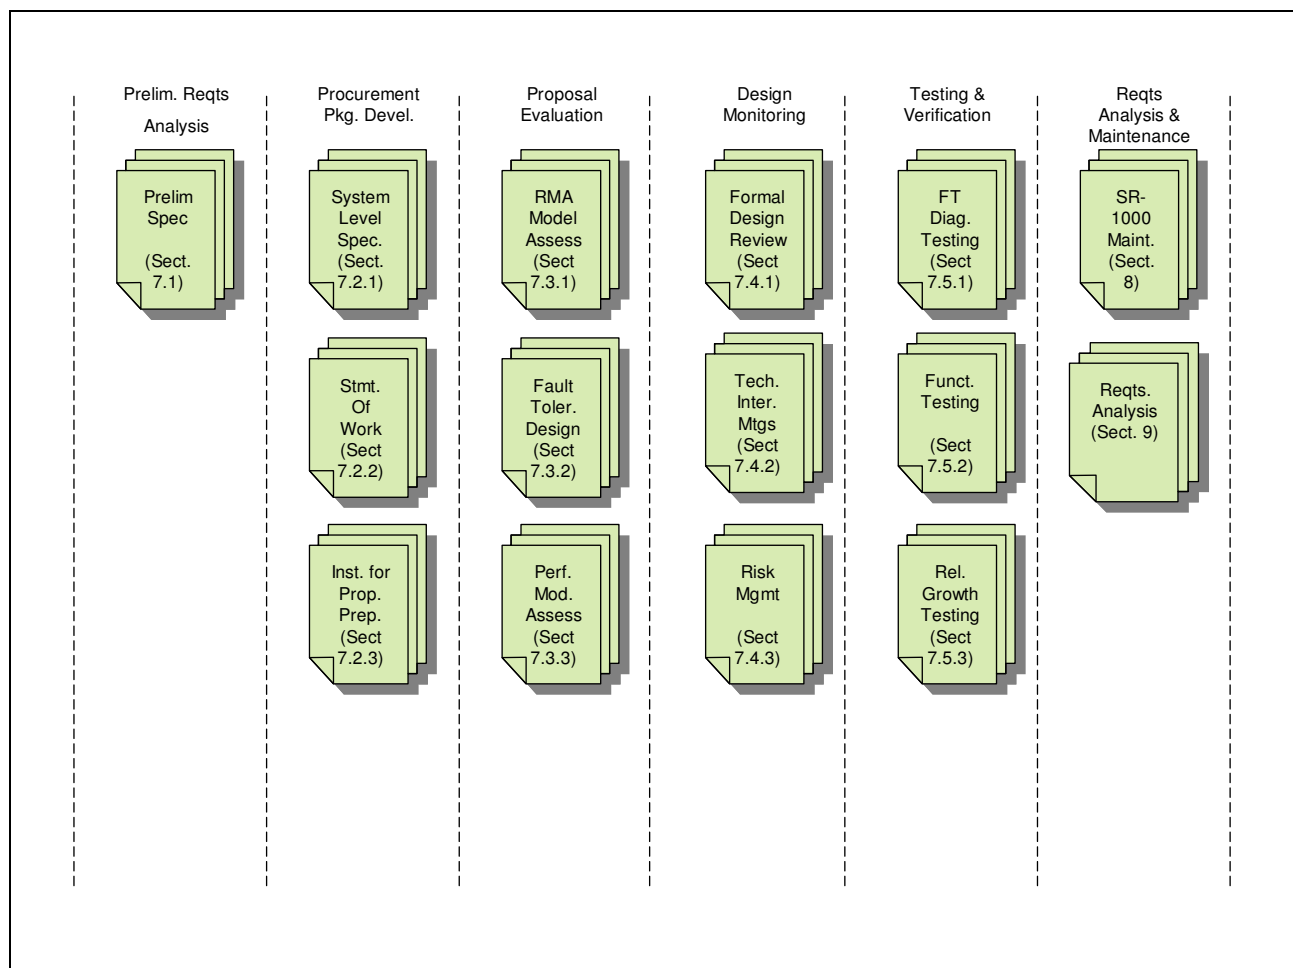 Prelim. Reqts
Analysis
Procurement
Pkg. Devel.
Proposal
Evaluation
Design
Monitoring
Testing &
Verification
Reqts
Analysis &
Maintenance
Prelim
Spec
(Sect.
7.1)
System
Level
Spec.
(Sect.
7.2.1)
RMA
Model
Assess
(Sect
7.3.1)
Formal
Design
Review
(Sect
7.4.1)
FT
Diag.
Testing
(Sect
7.5.1)
SR-
1000
Maint.
(Sect.
8)
Stmt.
Of
Work
(Sect
7.2.2)
Fault
Toler.
Design
(Sect
7.3.2)
Tech.
Inter.
Mtgs
(Sect
7.4.2)
Funct.
Testing
(Sect
7.5.2)
Reqts.
Analysis
(Sect. 9)
Inst. for
Prop.
Prep.
(Sect
7.2.3)
Perf.
Mod.
Assess
(Sect
7.3.3)
Risk
Mgmt
(Sect
7.4.3)
Rel.
Growth
Testing
(Sect
7.5.3)